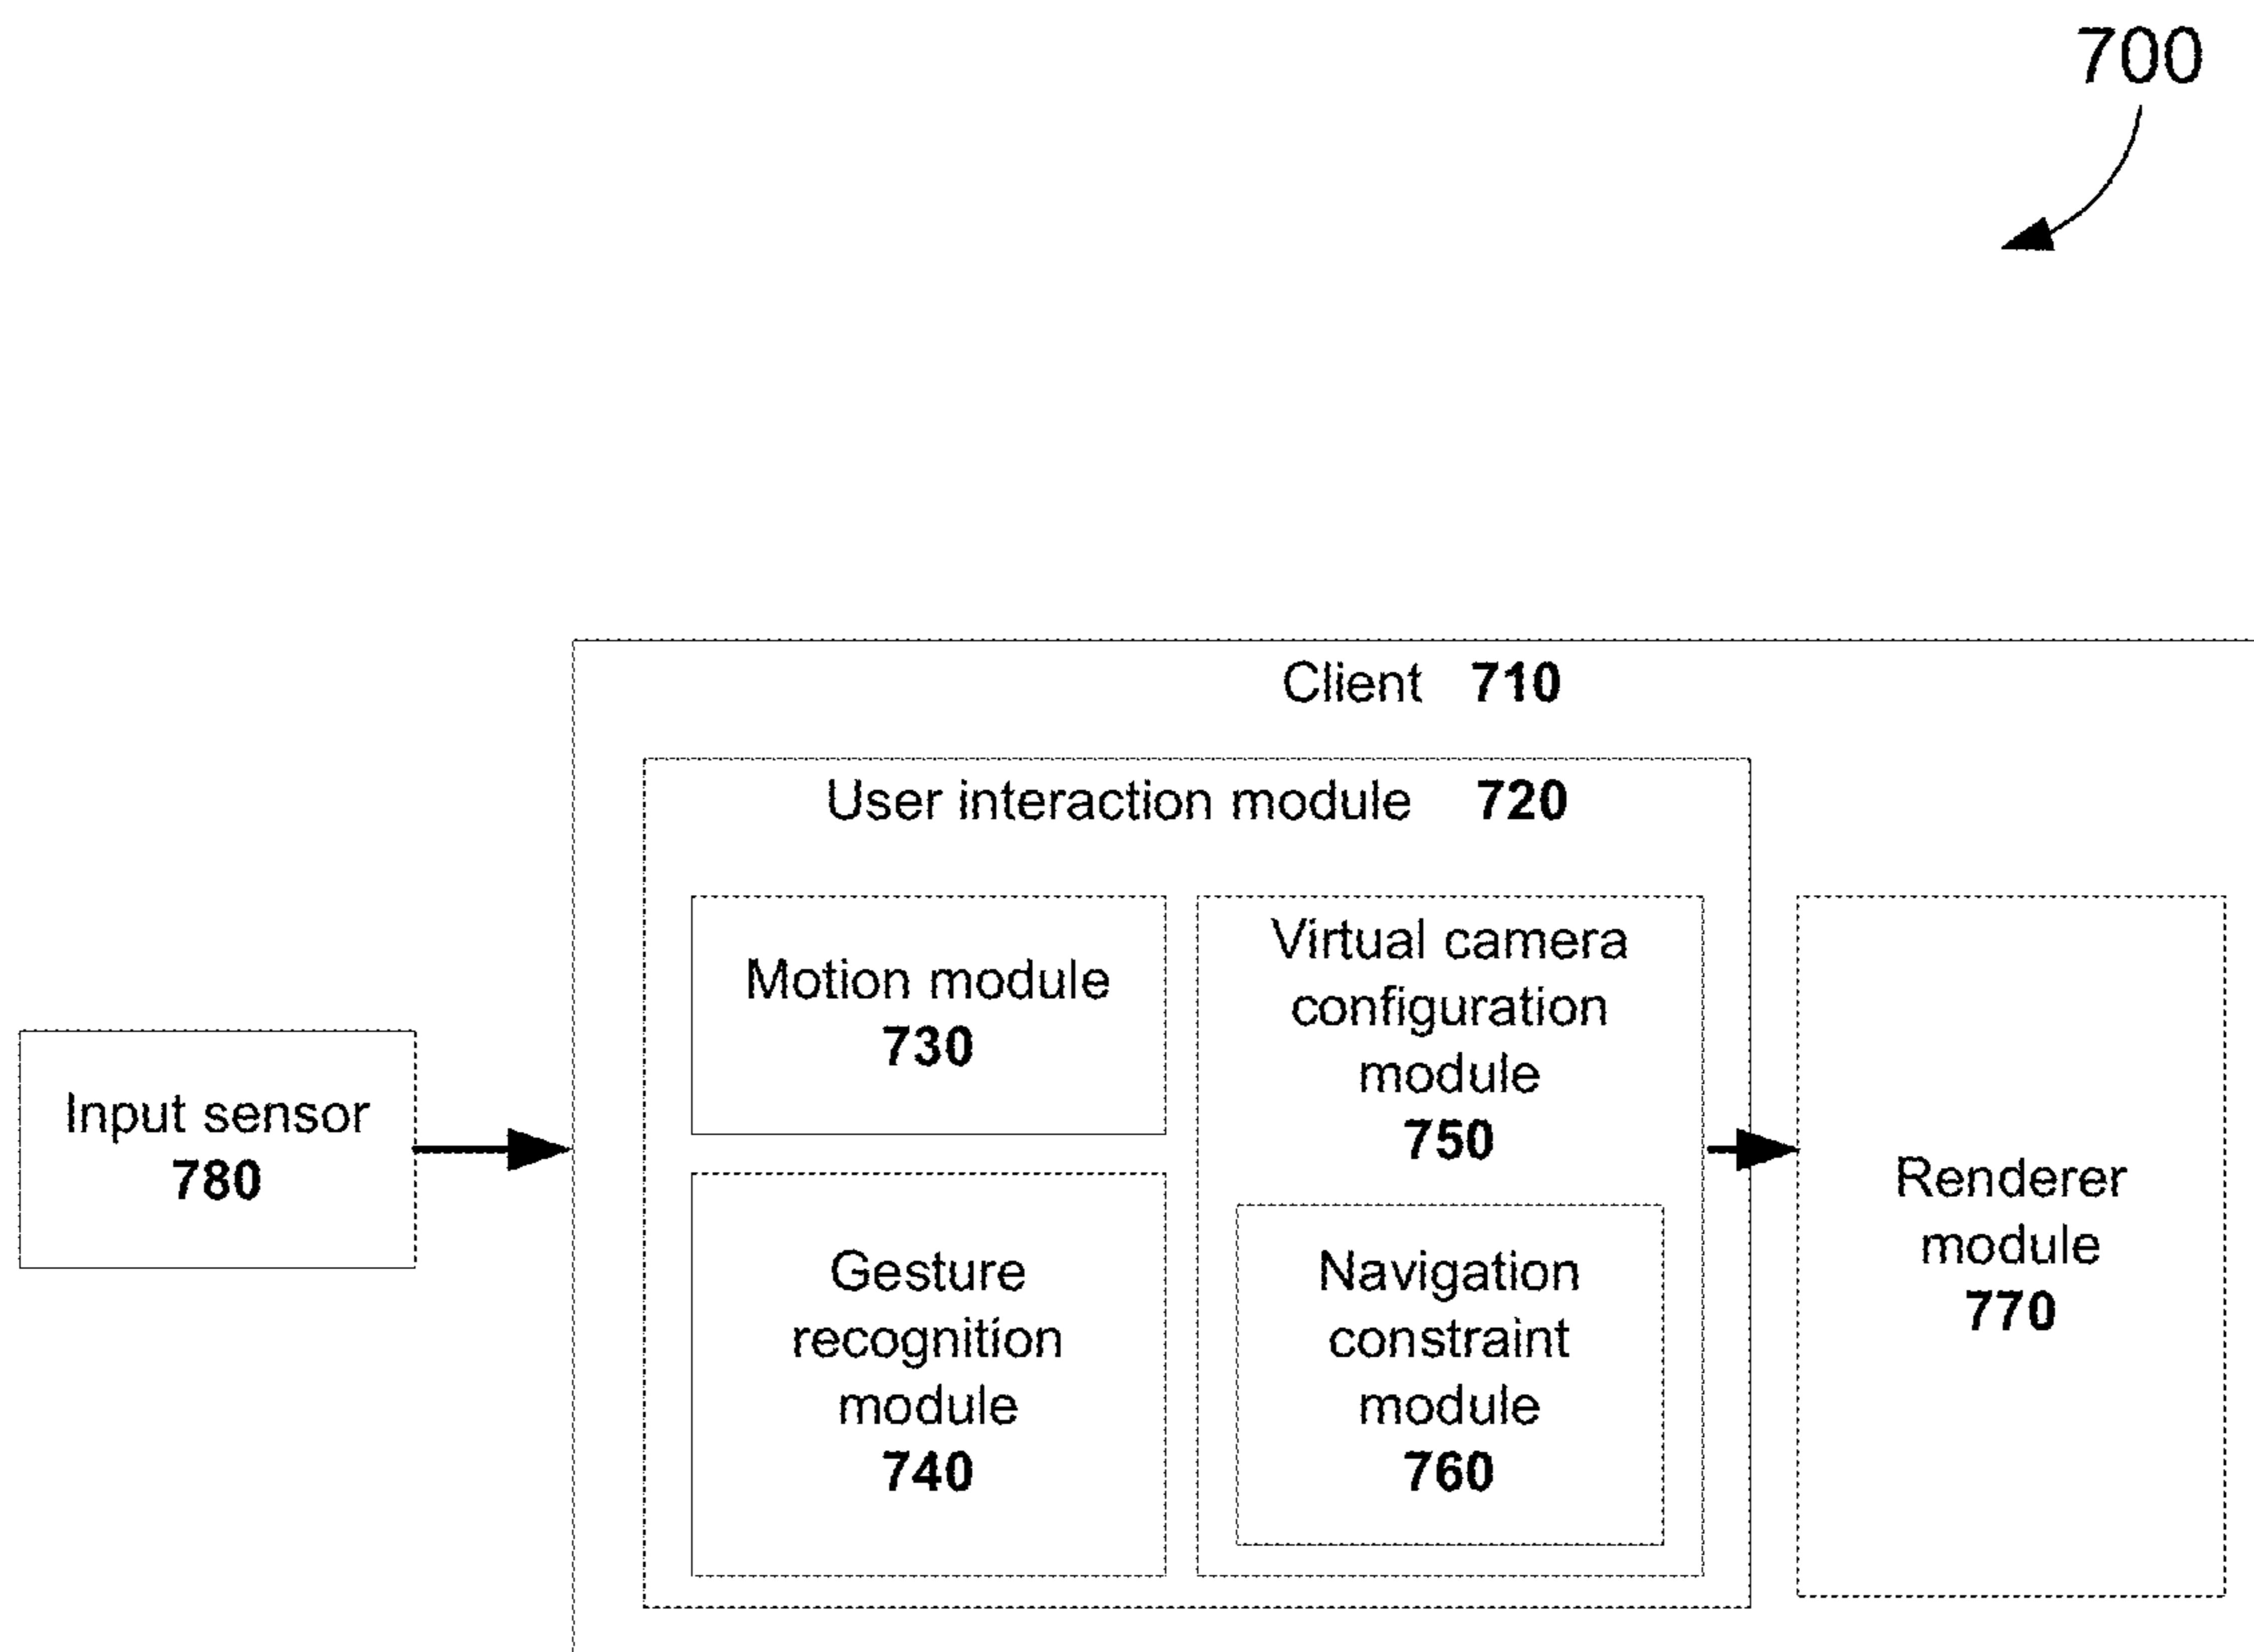 700
Client 710
User interaction module 720
Motion module
730
Virtual camera
configuration
module
750
Input sensor
780
Gesture
recognition
module
740
Navigation
constraint
module
760
Renderer
module
770